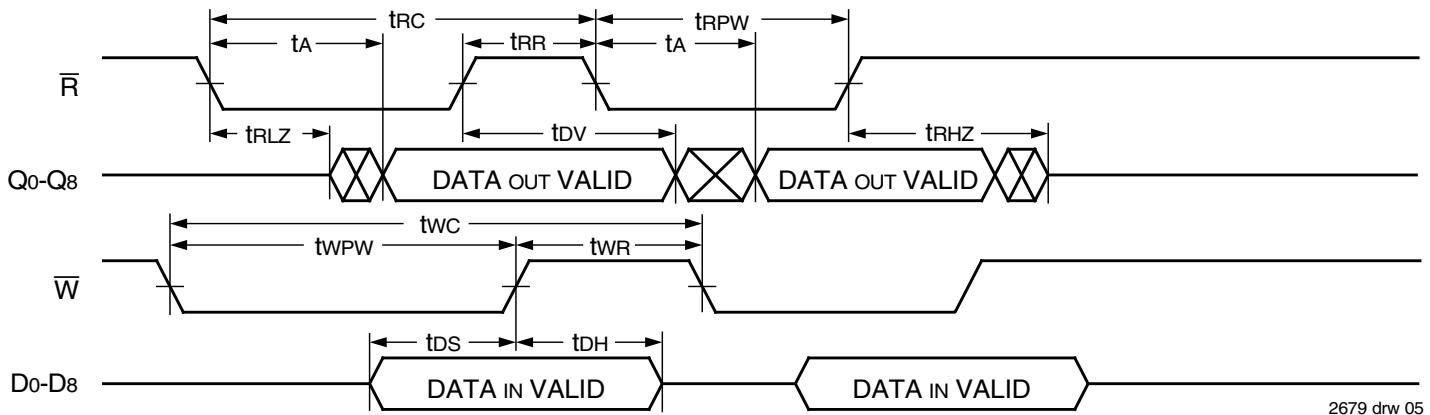 tRC tRPW
tA tRR tA
R̅
tRLZ tDV tRHZ
Q0-Q8 DATA OUT VALID DATA OUT VALID
tWC
tWPW tWR
W̅
tDS tDH
D0-D8 DATA IN VALID DATA IN VALID
2679 drw 05